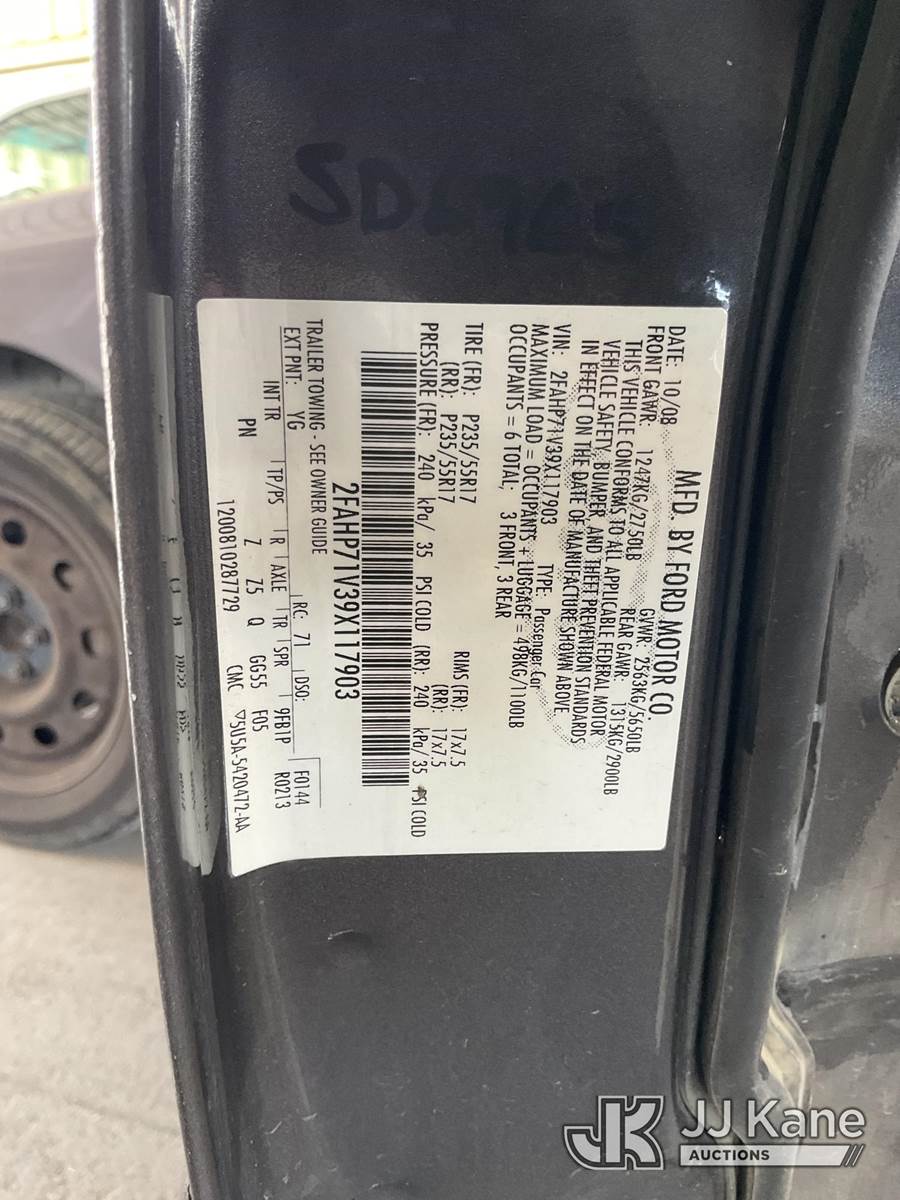 SD6965
MFD. BY FORD MOTOR CO.
DATE: 10/08 GVWR: 2563KG/5650LB
FRONT GAWR: 1247KG/2750LB REAR GAWR: 1315KG/2900LB
THIS VEHICLE CONFORMS TO ALL APPLICABLE FEDERAL MOTOR
VEHICLE SAFETY, BUMPER, AND THEFT PREVENTION STANDARDS
IN EFFECT ON THE DATE OF MANUFACTURE SHOWN ABOVE.
VIN: 2FAHP71V39X117903 TYPE: Passenger Car
MAXIMUM LOAD = OCCUPANTS + LUGGAGE = 498KG/1100LB
OCCUPANTS = 6 TOTAL; 3 FRONT, 3 REAR
TIRE (FR): P235/55R17 RIMS (FR): 17x7.5
(RR): P235/55R17 (RR): 17x7.5
PRESSURE (FR): 240 kPa/ 35 PSI COLD (RR): 240 kPa/ 35 PSI COLD
2FAHP71V39X117903
TRAILER TOWING - SEE OWNER GUIDE
EXT PNT: YG RC: 71 DSO: F0144
R0213
INT TR TP/PS R AXLE TR SPR 9FB1P
PN Z Z5 Q GG55 F05
1200810287729 CMC 5U5A-5420472-AA
JK JJ Kane
AUCTIONS